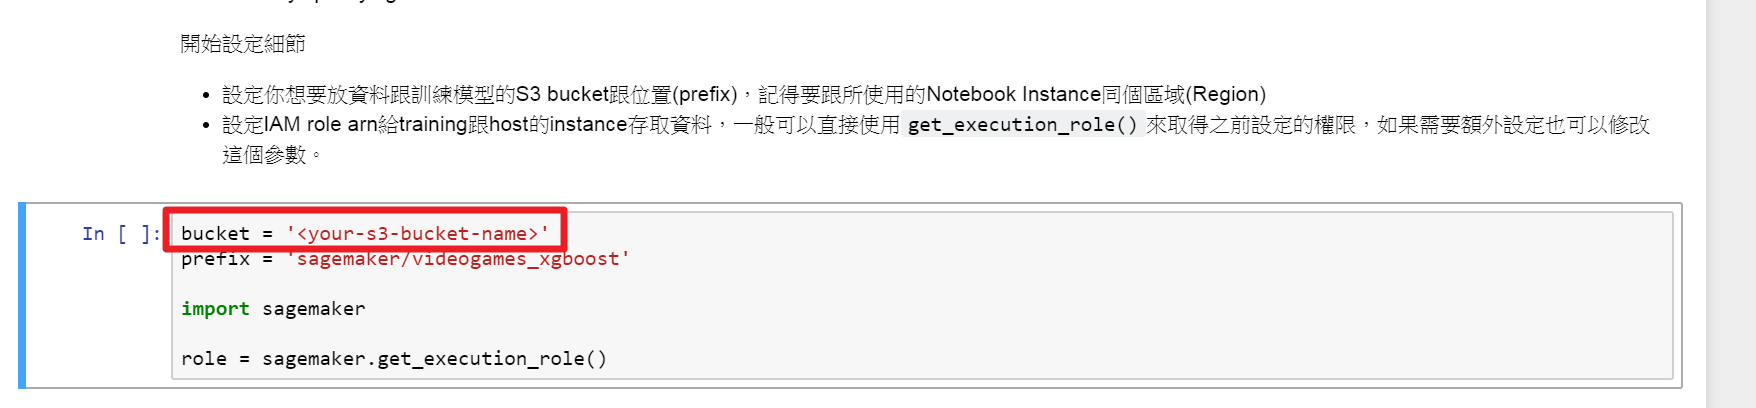 開始設定細節
設定你想要放資料跟訓練模型的S3 bucket跟位置(prefix)，記得要跟所使用的Notebook Instance同個區域(Region)
設定IAM role arn給training跟host的instance存取資料，一般可以直接使用 get_execution_role() 來取得之前設定的權限，如果需要額外設定也可以修改
這個參數。
In [ ]: bucket = '<your-s3-bucket-name>'
prefix = 'sagemaker/videogames_xgboost'
import sagemaker
role = sagemaker.get_execution_role()